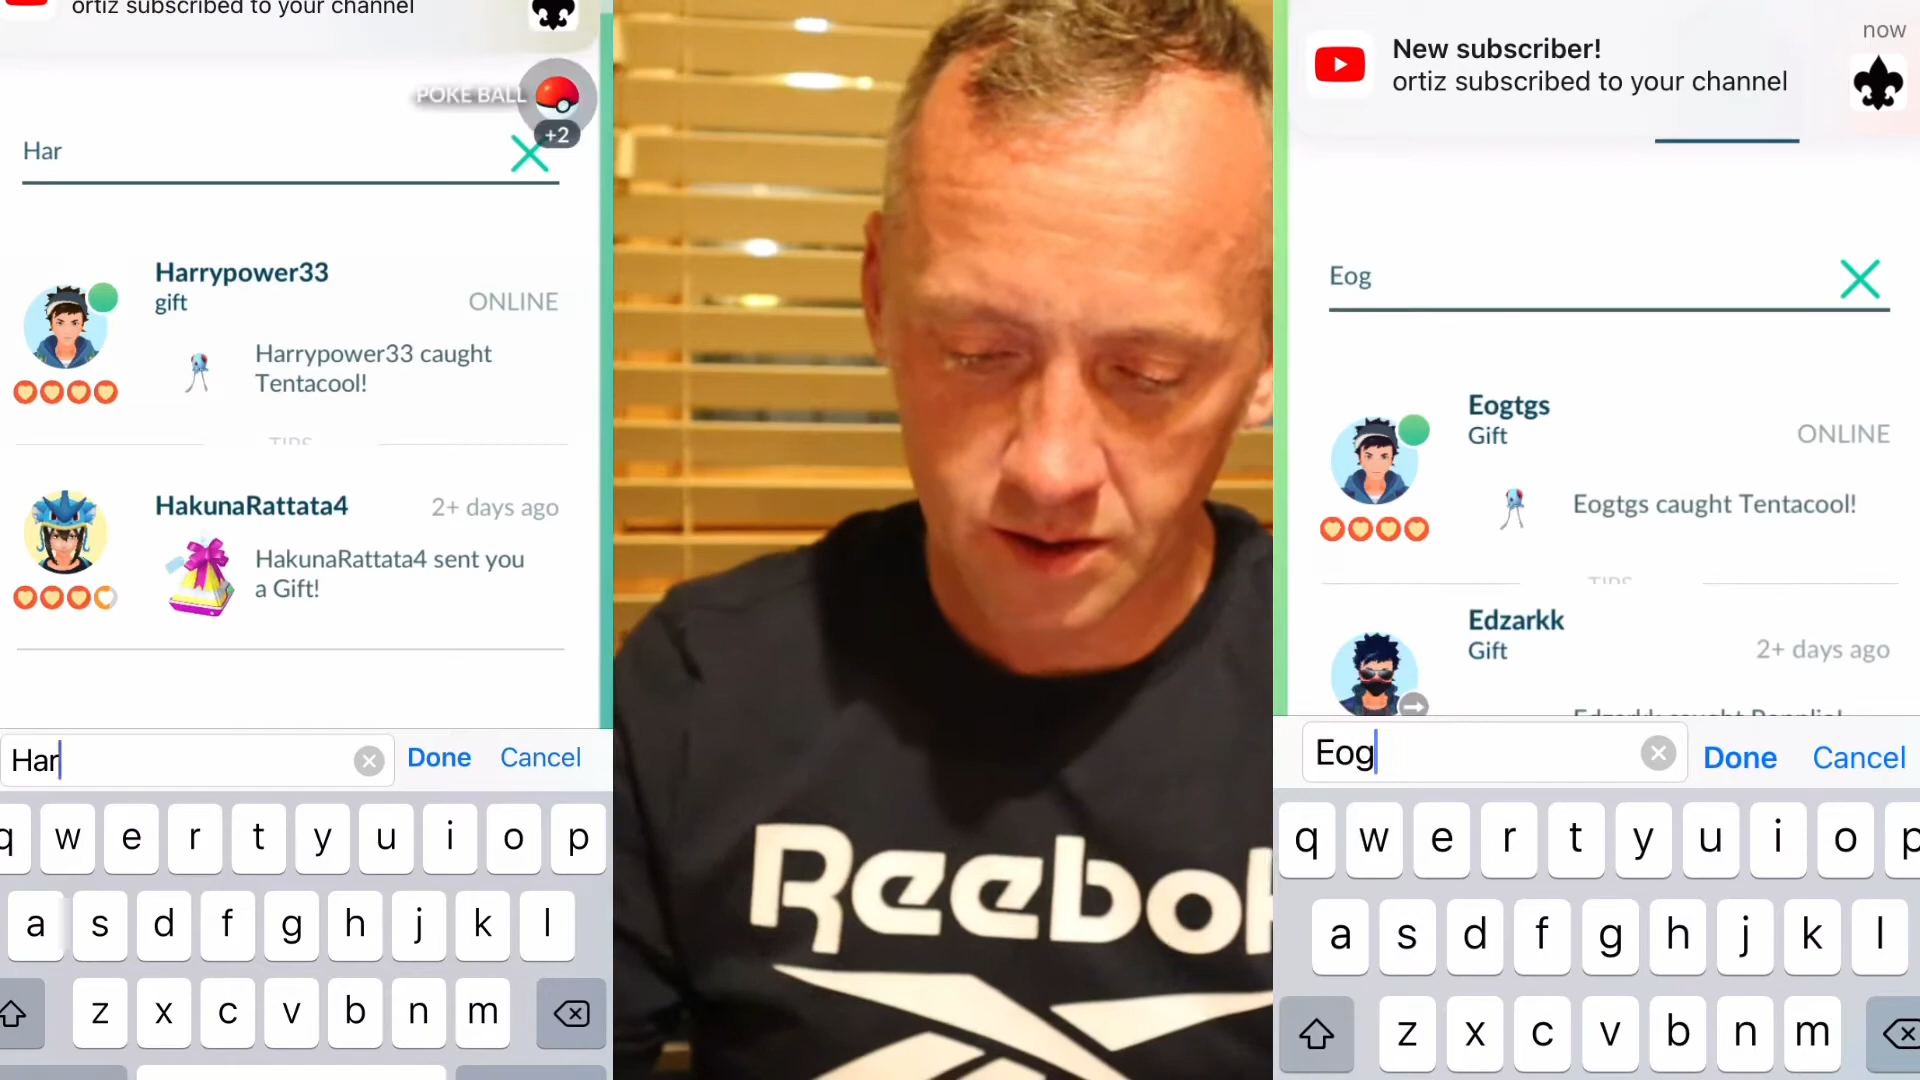 ortiz subscribed to your channel
POKE BALL
+2
Har
Harrypower33
gift
ONLINE
Harrypower33 caught
Tentacool!
TIPS
HakunaRattata4
2+ days ago
HakunaRattata4 sent you
a Gift!
Har
Done
Cancel
q w e r t y u i o p
a s d f g h j k l
z x c v b n m
Reebok
now
New subscriber!
ortiz subscribed to your channel
Eog
Eogtgs
Gift
ONLINE
Eogtgs caught Tentacool!
TIPS
Edzarkk
Gift
2+ days ago
Eog
Done
Cancel
q w e r t y u i o p
a s d f g h j k l
z x c v b n m